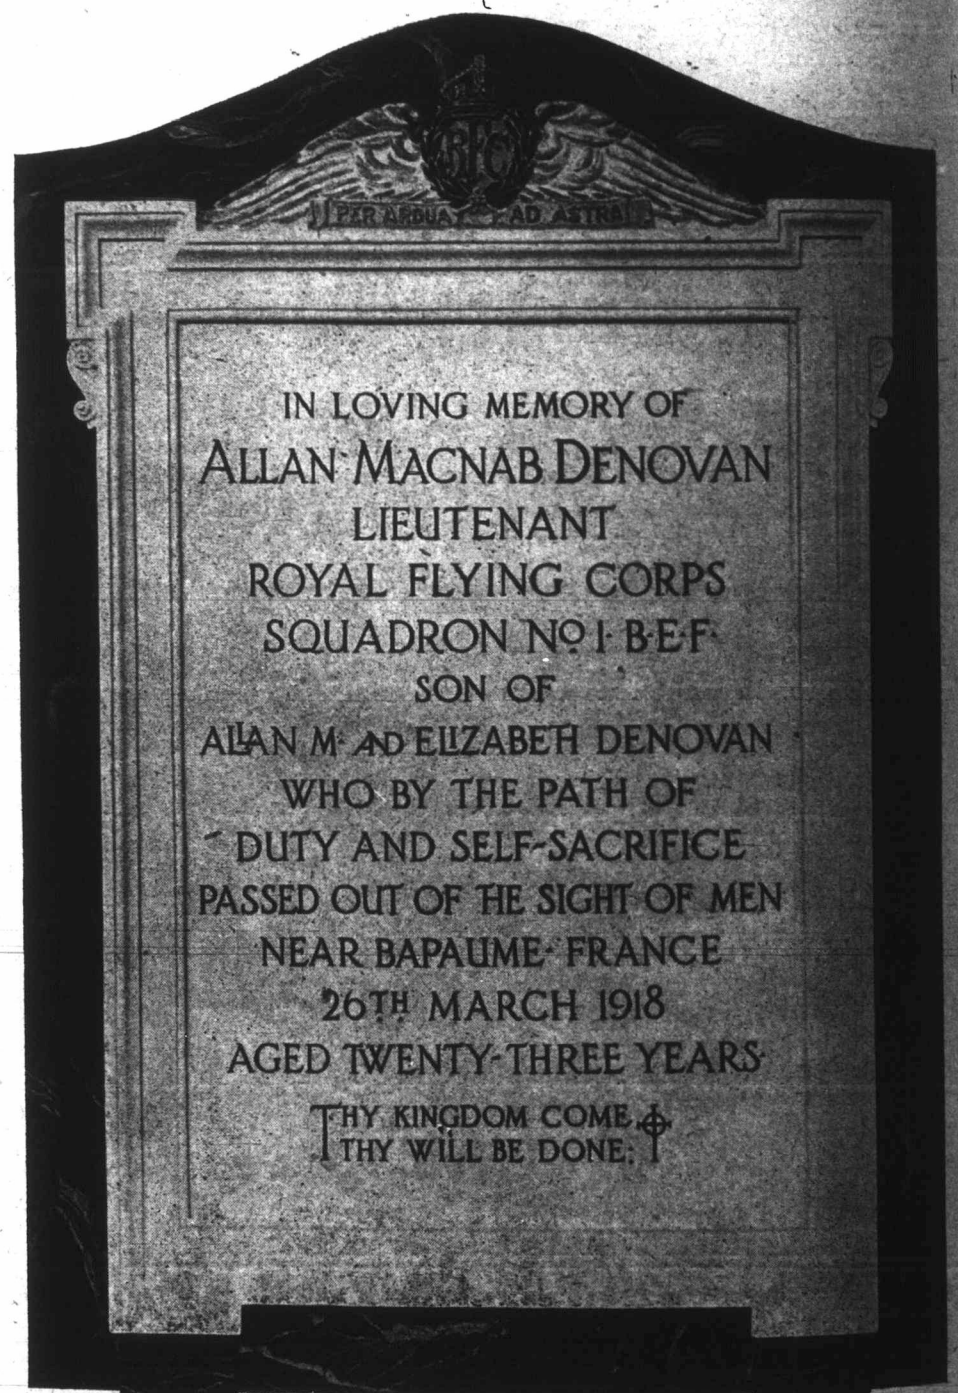 RFC
PER ARDUA AD ASTRA
IN LOVING MEMORY OF
ALLAN MACNAB DENOVAN
LIEUTENANT
ROYAL FLYING CORPS
SQUADRON No 1· B·E·F·
SON OF
ALLAN M· AND ELIZABETH DENOVAN
WHO BY THE PATH OF
DUTY AND SELF-SACRIFICE
PASSED OUT OF THE SIGHT OF MEN
NEAR BAPAUME· FRANCE
26TH MARCH 1918
AGED TWENTY-THREE YEARS·
THY KINGDOM COME
THY WILL BE DONE: